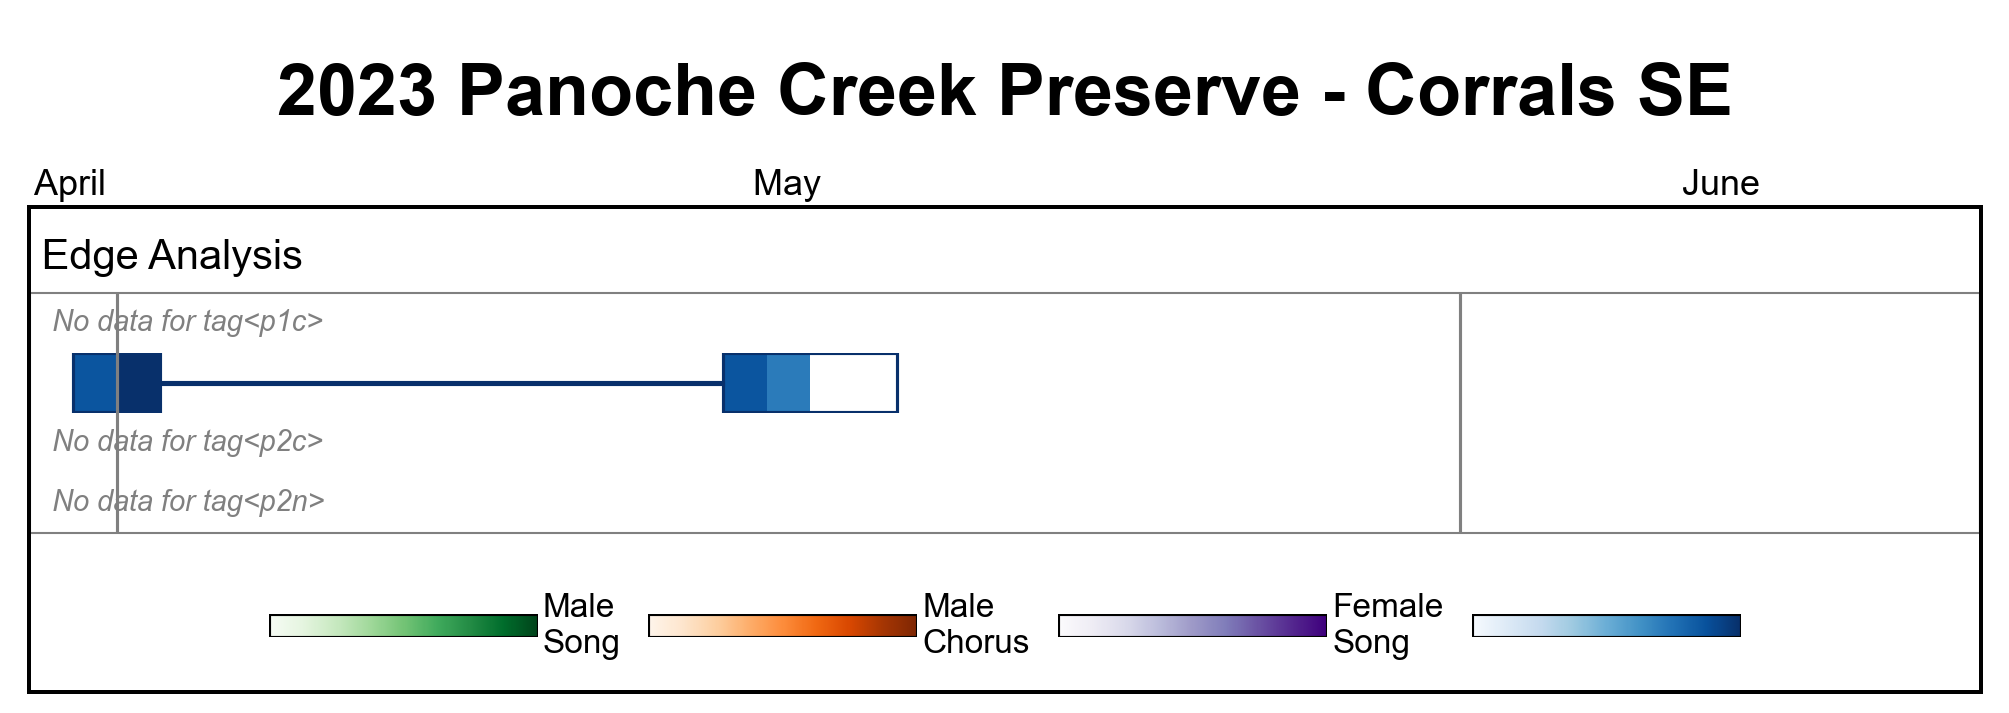 2023 Panoche Creek Preserve - Corrals SE
April May June
Edge Analysis
No data for tag<p1c>
No data for tag<p2c>
No data for tag<p2n>
Male Song
Male Chorus
Female Song